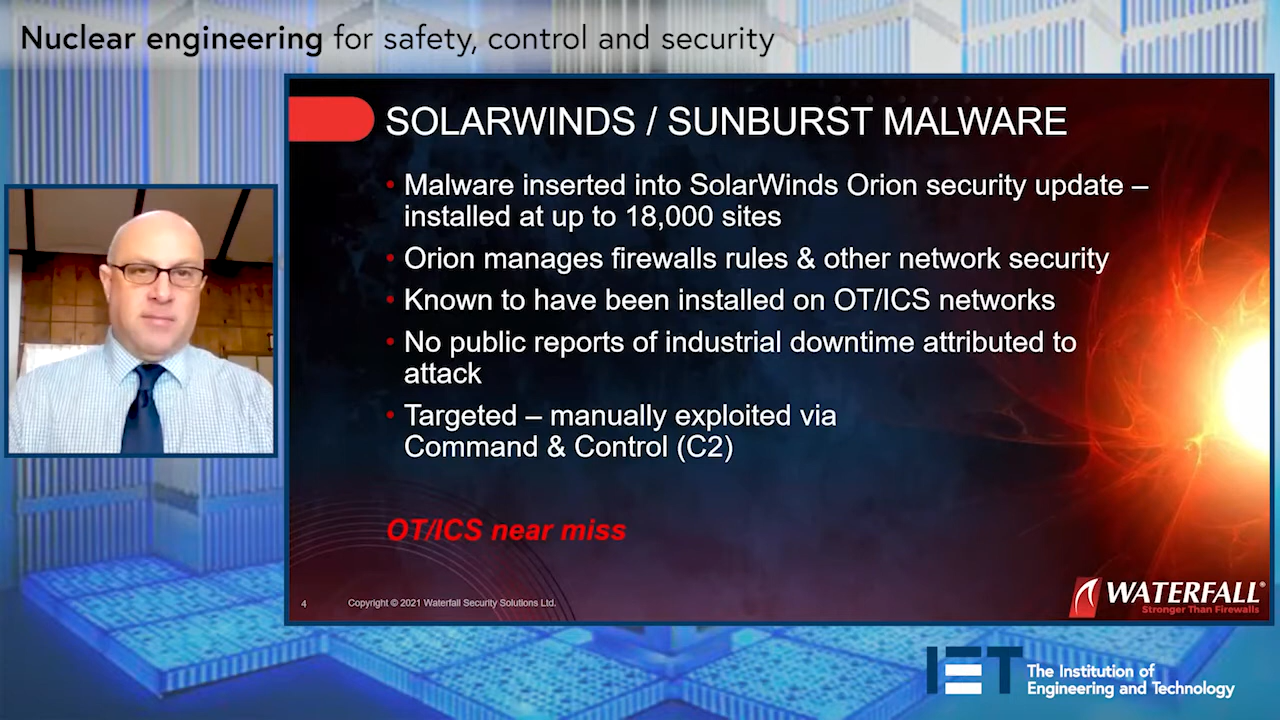 Nuclear engineering for safety, control and security
SOLARWINDS / SUNBURST MALWARE
• Malware inserted into SolarWinds Orion security update –
installed at up to 18,000 sites
• Orion manages firewalls rules & other network security
• Known to have been installed on OT/ICS networks
• No public reports of industrial downtime attributed to
attack
• Targeted – manually exploited via
Command & Control (C2)
OT/ICS near miss
4 Copyright © 2021 Waterfall Security Solutions Ltd.
WATERFALL®
Stronger Than Firewalls
IET The Institution of
Engineering and Technology